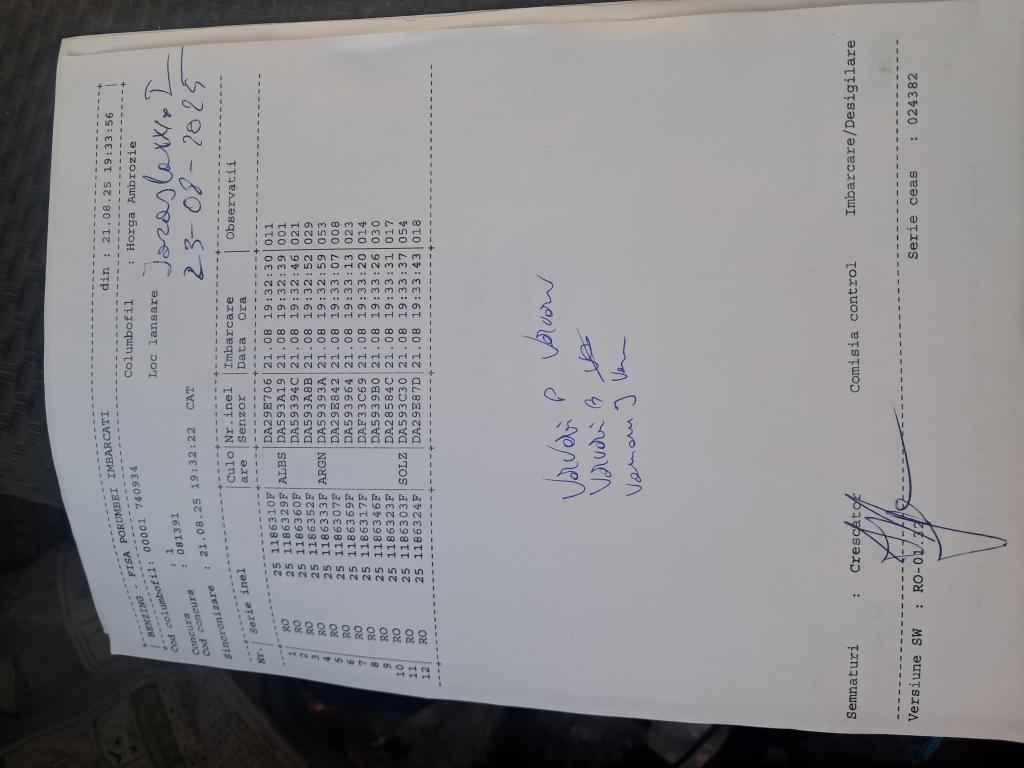 BENZING - FISA PORUMBEI IMBARCATI din : 21.08.25 19:33:56
Cod columbofil: 00001 740934 Columbofil : Horga Ambrozie
Concurs : 1 Loc lansare
Cod concurs : 081391 23-08-2025
Sincronizare : 21.08.25 19:32:22 CAT
Nr. Serie inel Culo Nr.inel Imbarcare Observatii
are Senzor Data Ora
1 RO 25 1186310F DA29E706 21.08 19:32:30 011
2 RO 25 1186329F ALBS DA593A19 21.08 19:32:39 001
3 RO 25 1186360F DA59394C 21.08 19:32:46 021
4 RO 25 1186352F DA593A8B 21.08 19:32:52 029
5 RO 25 1186333F ARGN DA59393A 21.08 19:32:59 053
6 RO 25 1186307F DA29E842 21.08 19:33:07 008
7 RO 25 1186369F DA593964 21.08 19:33:13 023
8 RO 25 1186317F DAF33C69 21.08 19:33:20 014
9 RO 25 1186346F DA5939B0 21.08 19:33:26 030
10 RO 25 1186323F DA28584C 21.08 19:33:31 017
11 RO 25 1186303F SOLZ DA593C30 21.08 19:33:37 054
12 RO 25 1186324F DA29E87D 21.08 19:33:43 018
Semnaturi : Crescator Comisia control Imbarcare/Desigilare
Versiune SW : RO-01.32 Serie ceas : 024382